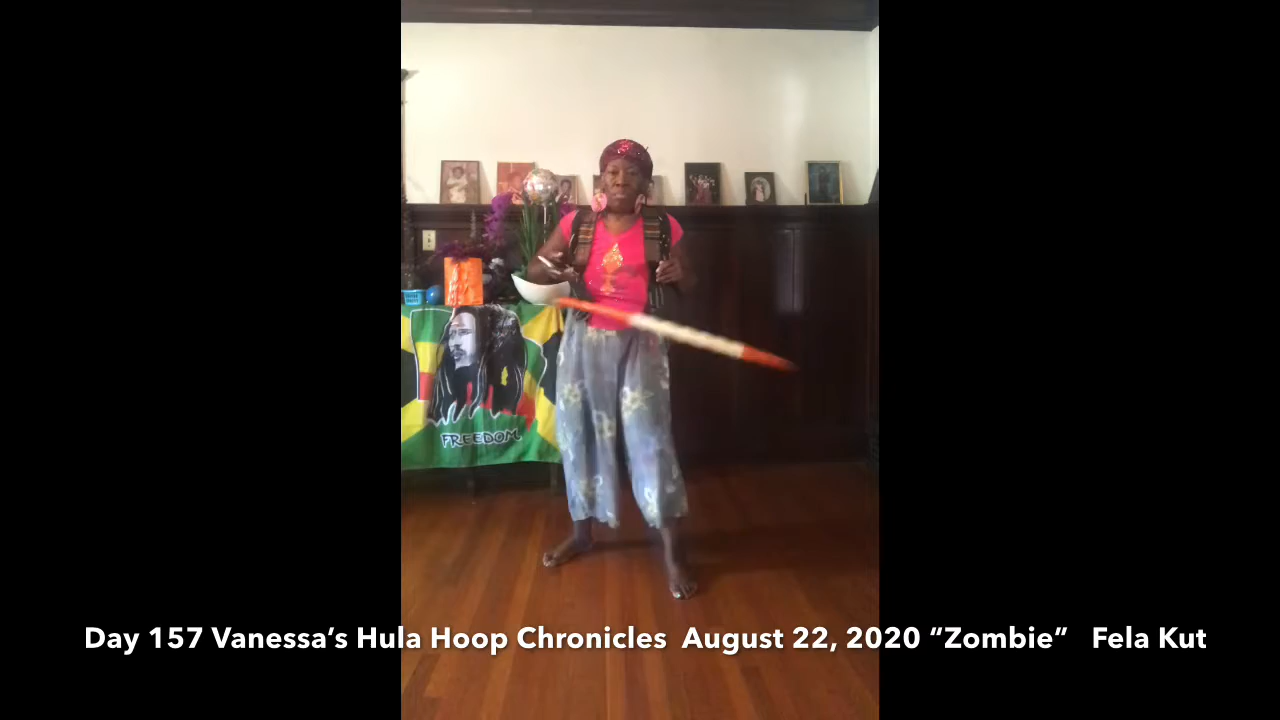 FREEDOM
Day 157 Vanessa’s Hula Hoop Chronicles August 22, 2020 “Zombie” Fela Kut